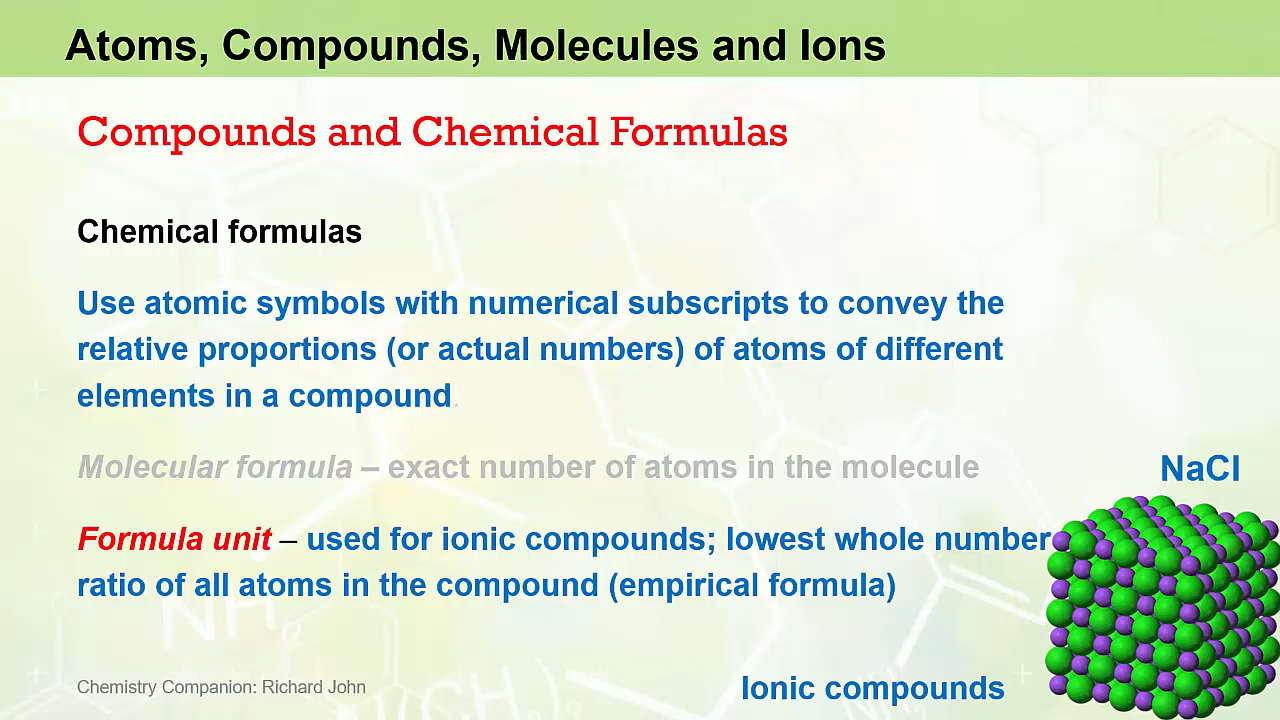 Atoms, Compounds, Molecules and Ions
Compounds and Chemical Formulas
Chemical formulas
Use atomic symbols with numerical subscripts to convey the
relative proportions (or actual numbers) of atoms of different
elements in a compound.
Molecular formula – exact number of atoms in the molecule
NaCl
Formula unit – used for ionic compounds; lowest whole number
ratio of all atoms in the compound (empirical formula)
NH2
Chemistry Companion: Richard John
Ionic compounds